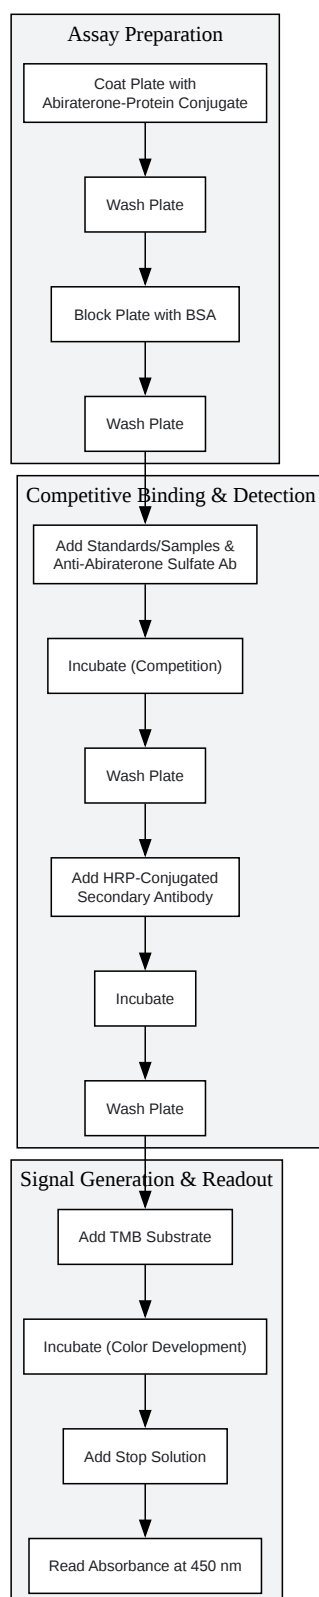 Assay Preparation
Coat Plate with
Abiraterone-Protein Conjugate
Wash Plate
Block Plate with BSA
Wash Plate
Competitive Binding & Detection
Add Standards/Samples &
Anti-Abiraterone Sulfate Ab
Incubate (Competition)
Wash Plate
Add HRP-Conjugated
Secondary Antibody
Incubate
Wash Plate
Signal Generation & Readout
Add TMB Substrate
Incubate (Color Development)
Add Stop Solution
Read Absorbance at 450 nm